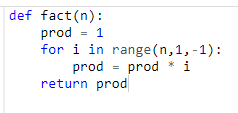 def fact(n):
    prod = 1
    for i in range(n,1,-1):
        prod = prod * i
    return prod